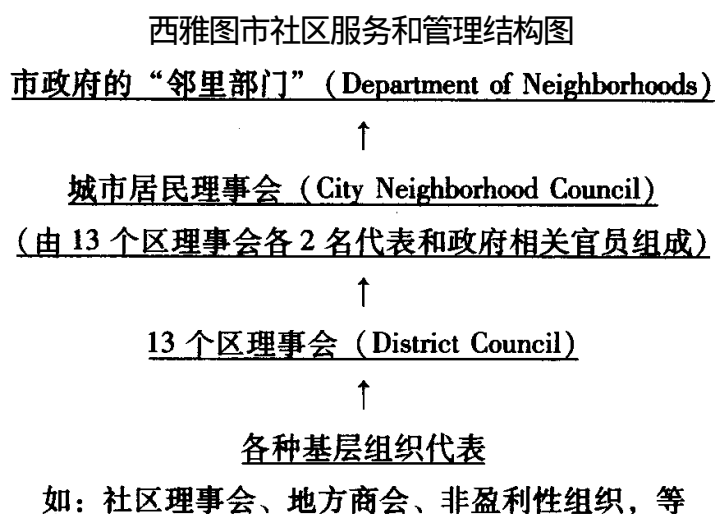 西雅图市社区服务和管理结构图
市政府的“邻里部门”（Department of Neighborhoods）
↑
城市居民理事会（City Neighborhood Council）
（由 13 个区理事会各 2 名代表和政府相关官员组成）
↑
13 个区理事会（District Council）
↑
各种基层组织代表
如：社区理事会、地方商会、非盈利性组织，等